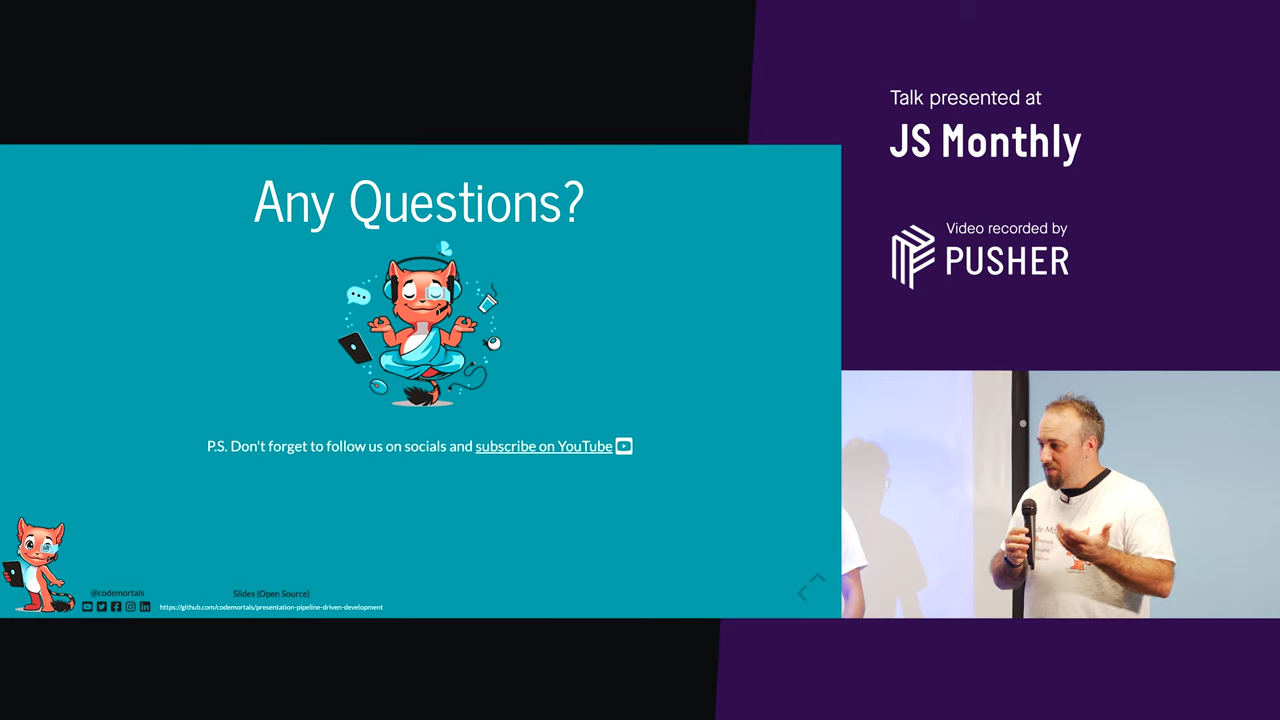 Any Questions?
P.S. Don't forget to follow us on socials and subscribe on YouTube
@codemortals
Slides (Open Source)
https://github.com/codemortals/presentation-pipeline-driven-development
Talk presented at
JS Monthly
Video recorded by
PUSHER